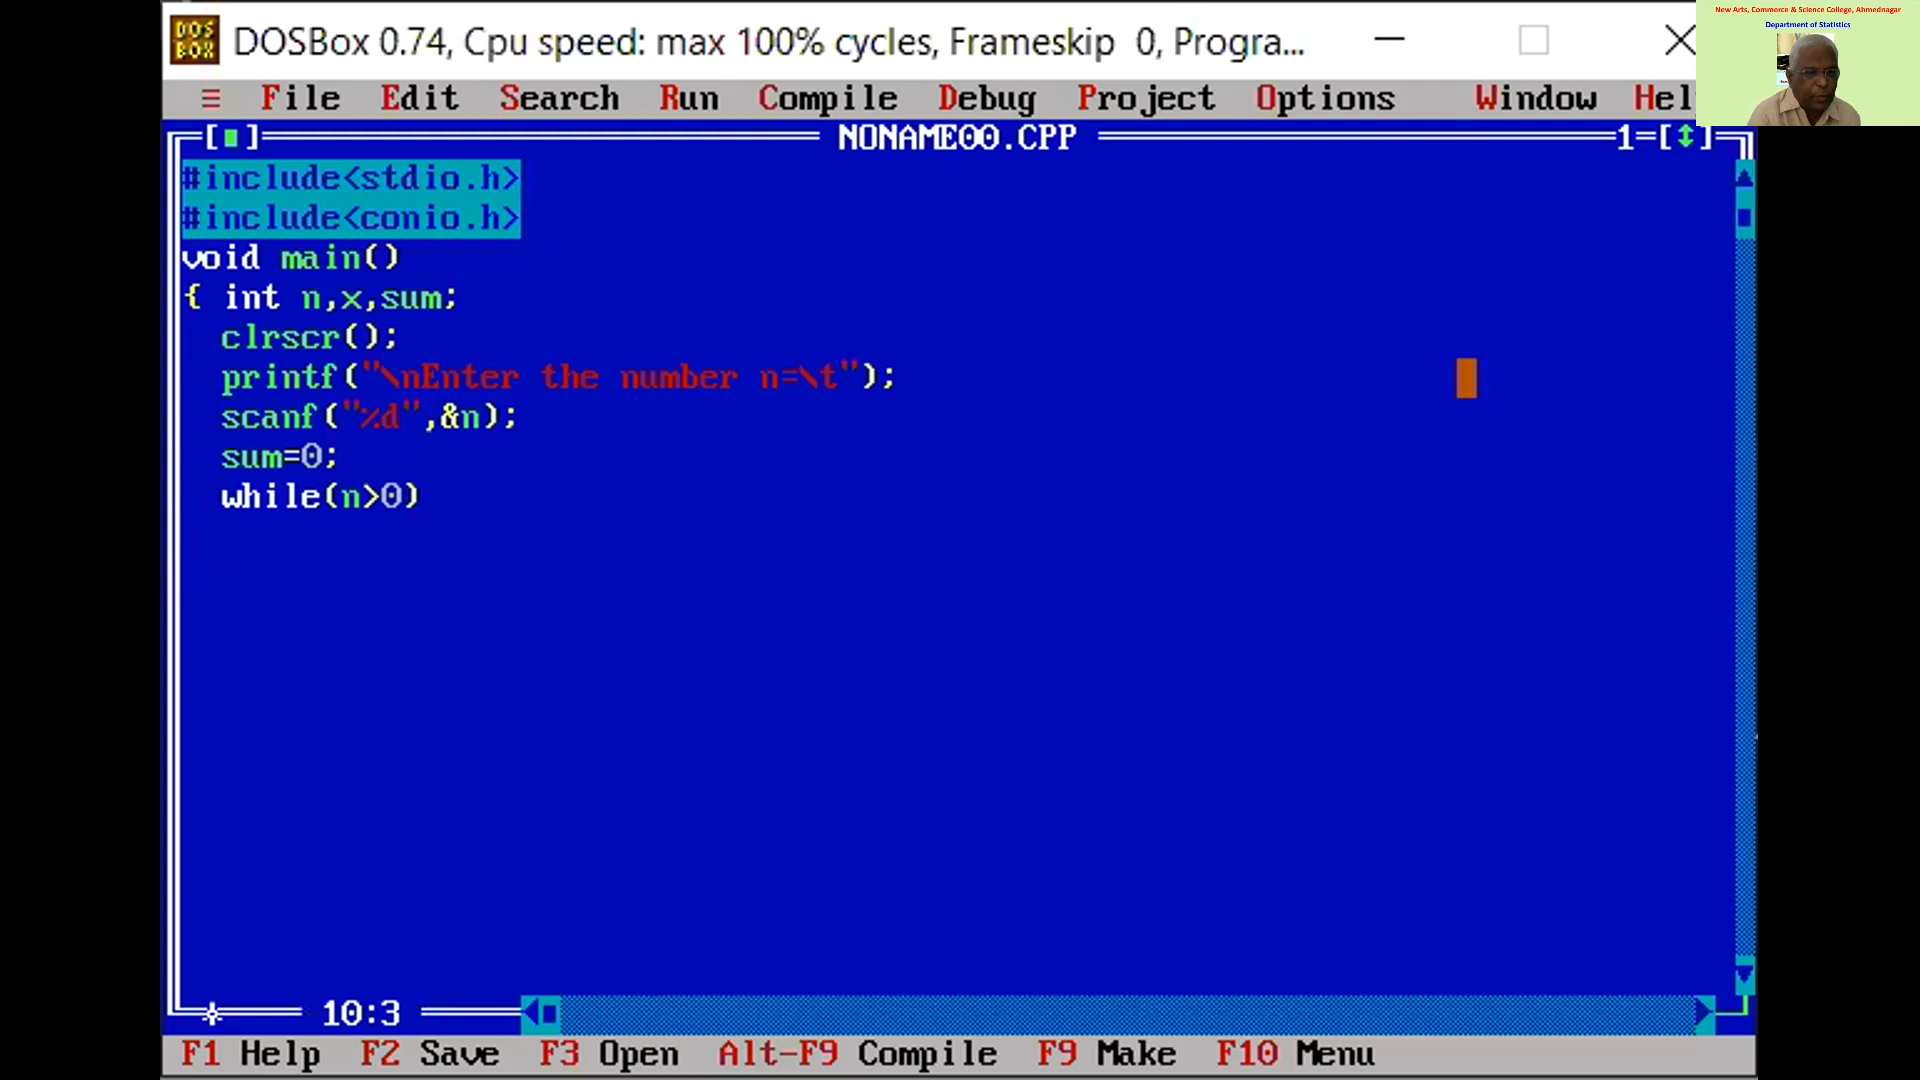 DOSBox 0.74, Cpu speed: max 100% cycles, Frameskip 0, Progra...
New Arts, Commerce & Science College, Ahmednagar
Department of Statistics
≡ File Edit Search Run Compile Debug Project Options Window Hel
NONAME00.CPP 1
#include<stdio.h>
#include<conio.h>
void main()
{ int n,x,sum;
clrscr();
printf("\nEnter the number n=\t");
scanf("%d",&n);
sum=0;
while(n>0)
10:3
F1 Help F2 Save F3 Open Alt-F9 Compile F9 Make F10 Menu